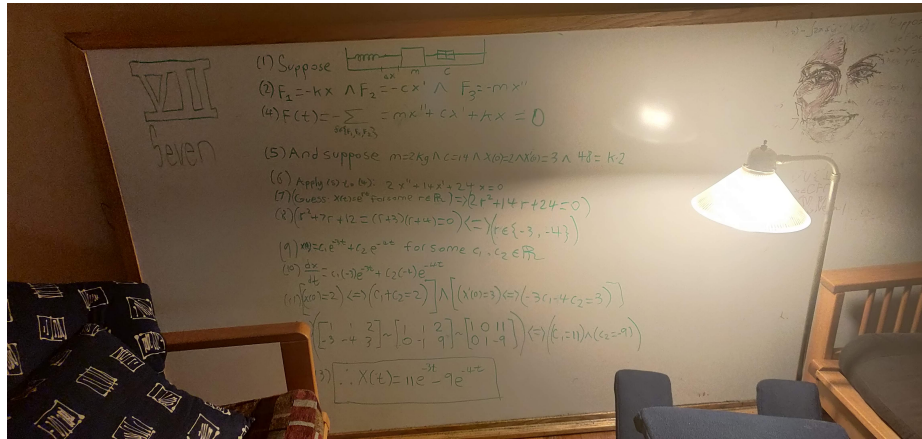 VII
Seven
(1) Suppose
Δx m c
(2) F₁=-kx ∧ F₂=-cx' ∧ F₃=-mx''
(4) F(t)=-∑ = mx''+cx'+kx = 0
(5) And suppose m=2kg ∧ c=14 ∧ x(0)=2 ∧ x'(0)=3 ∧ 48=k·2
(6) Apply (5) to (4): 2x''+14x'+24x=0
(7) (Guess: x(t)=e^{rt} for some r∈ℝ) => (2r²+14r+24=0)
(8) (r²+7r+12=(r+3)(r+4)=0) <=> (r∈{-3,-4})
(9) x(t)=c₁e^{-3t}+c₂e^{-4t} for some c₁,c₂∈ℝ
(10) dx/dt=c₁(-3)e^{-3t}+c₂(-4)e^{-4t}
[(x(0)=2)<=>(c₁+c₂=2)]∧[(x'(0)=3)<=>(-3c₁-4c₂=3)]
([1 1 2; -3 -4 3]~[1 1 2; 0 -1 9]~[1 0 11; 0 1 -9])<=>(c₁=11)∧(c₂=-9)
3) ∴ X(t)=11e^{-3t}-9e^{-4t}